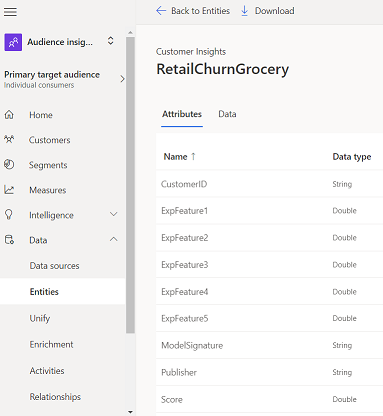 Audience insig...
Primary target audience
Individual consumers
Home
Customers
Segments
Measures
Intelligence
Data
Data sources
Entities
Unify
Enrichment
Activities
Relationships
Back to Entities
Download
Customer Insights
RetailChurnGrocery
Attributes Data
Name ↑ Data type
CustomerID String
ExpFeature1 Double
ExpFeature2 Double
ExpFeature3 Double
ExpFeature4 Double
ExpFeature5 Double
ModelSignature String
Publisher String
Score Double